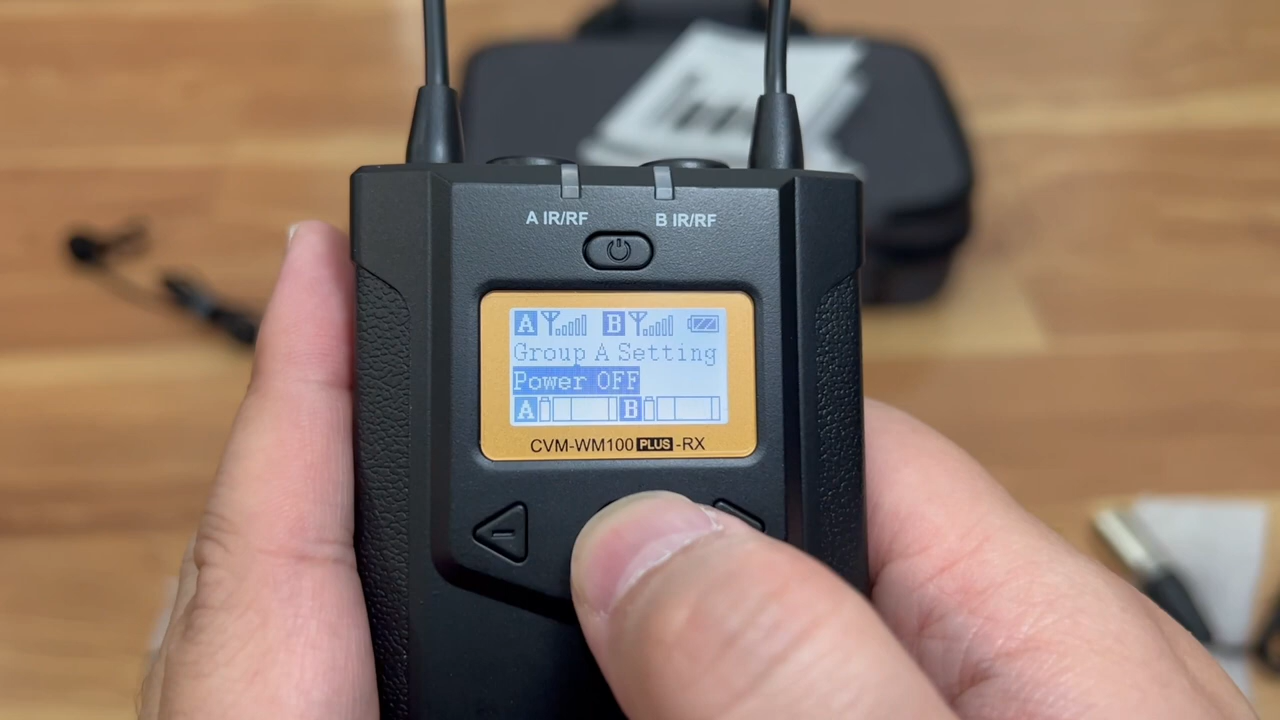 A IR/RF B IR/RF
A B
Group A Setting
Power OFF
A B
CVM-WM100 PLUS -RX